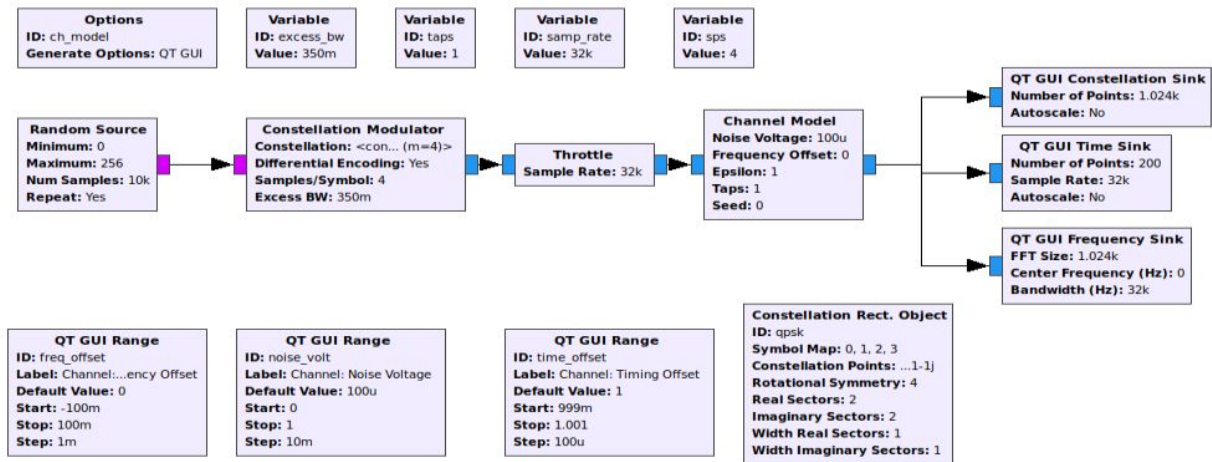 Options
ID: ch_model
Generate Options: QT GUI
Variable
ID: excess_bw
Value: 350m
Variable
ID: taps
Value: 1
Variable
ID: samp_rate
Value: 32k
Variable
ID: sps
Value: 4
Random Source
Minimum: 0
Maximum: 256
Num Samples: 10k
Repeat: Yes
Constellation Modulator
Constellation: <con... (m=4)>
Differential Encoding: Yes
Samples/Symbol: 4
Excess BW: 350m
Throttle
Sample Rate: 32k
Channel Model
Noise Voltage: 100u
Frequency Offset: 0
Epsilon: 1
Taps: 1
Seed: 0
QT GUI Constellation Sink
Number of Points: 1.024k
Autoscale: No
QT GUI Time Sink
Number of Points: 200
Sample Rate: 32k
Autoscale: No
QT GUI Frequency Sink
FFT Size: 1.024k
Center Frequency (Hz): 0
Bandwidth (Hz): 32k
QT GUI Range
ID: freq_offset
Label: Channel:...ency Offset
Default Value: 0
Start: -100m
Stop: 100m
Step: 1m
QT GUI Range
ID: noise_volt
Label: Channel: Noise Voltage
Default Value: 100u
Start: 0
Stop: 1
Step: 10m
QT GUI Range
ID: time_offset
Label: Channel: Timing Offset
Default Value: 1
Start: 999m
Stop: 1.001
Step: 100u
Constellation Rect. Object
ID: qpsk
Symbol Map: 0, 1, 2, 3
Constellation Points: ...1-1j
Rotational Symmetry: 4
Real Sectors: 2
Imaginary Sectors: 2
Width Real Sectors: 1
Width Imaginary Sectors: 1